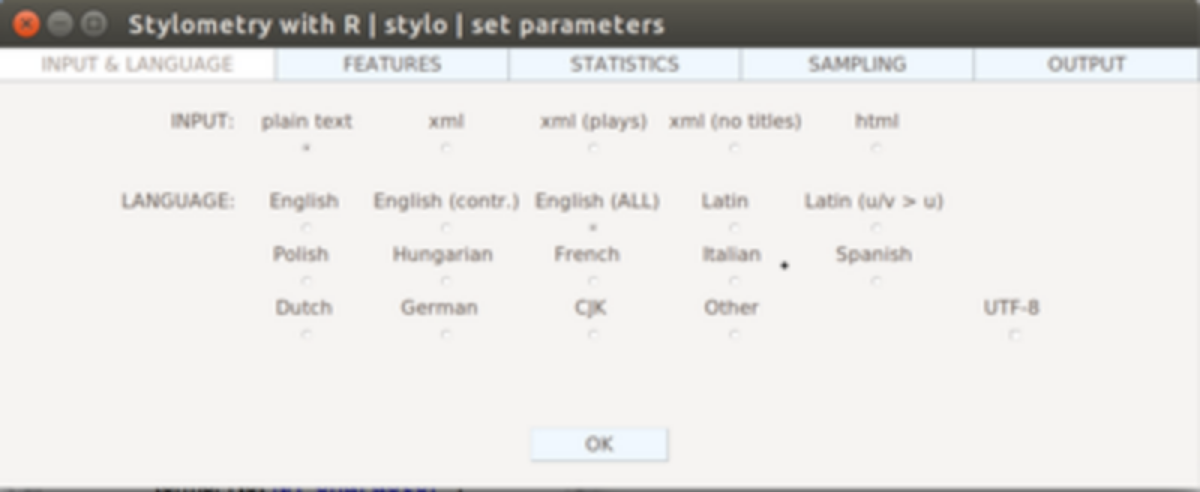 Stylometry with R | stylo | set parameters
INPUT & LANGUAGE FEATURES STATISTICS SAMPLING OUTPUT
INPUT: plain text xml xml (plays) xml (no titles) html
LANGUAGE: English English (contr.) English (ALL) Latin Latin (u/v > u)
Polish Hungarian French Italian Spanish
Dutch German CJK Other UTF-8
OK